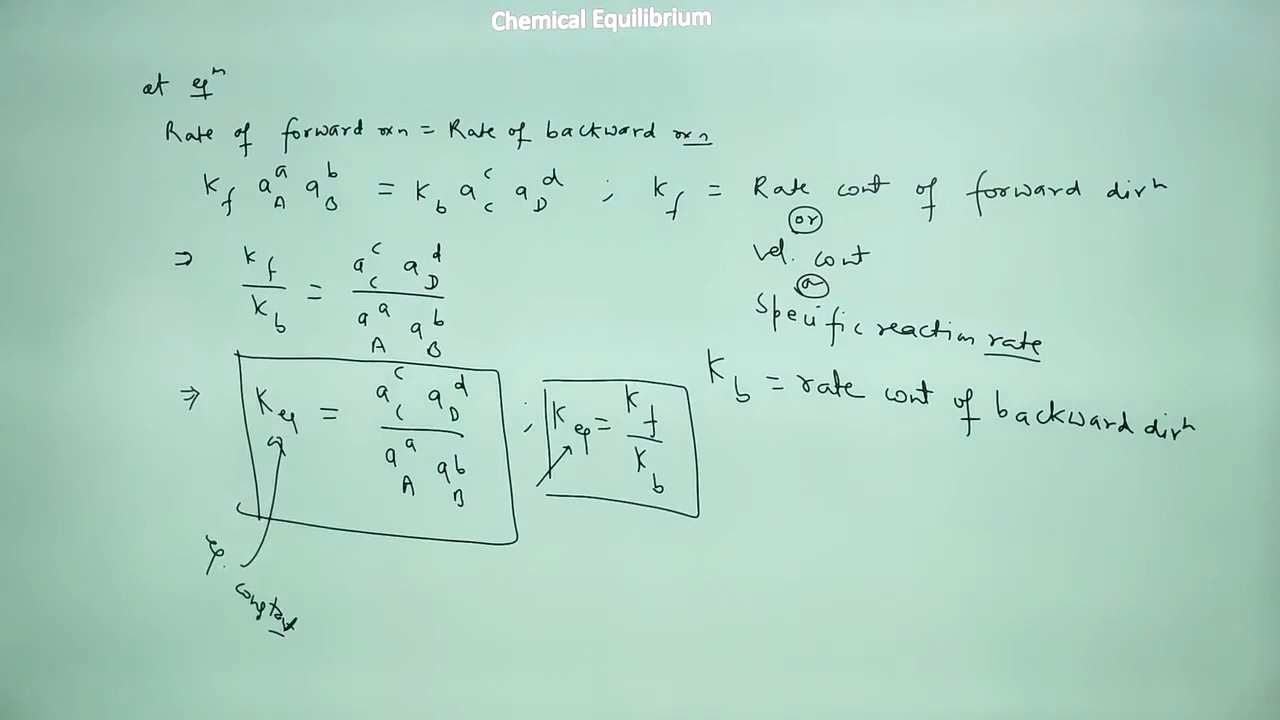 Chemical Equilibrium
at eqⁿ
Rate of forward rxn = Rate of backward rxn
k_f a_A^a a_B^b = k_b a_C^c a_D^d ; k_f = Rate cont of forward dirⁿ
or
vel. cont
or
Specific reaction rate
⇒ k_f / k_b = a_C^c a_D^d / a_A^a a_B^b
k_b = rate cont of backward dirⁿ
⇒ K_eq = a_C^c a_D^d / a_A^a a_B^b ; K_eq = k_f / k_b
eq. constant